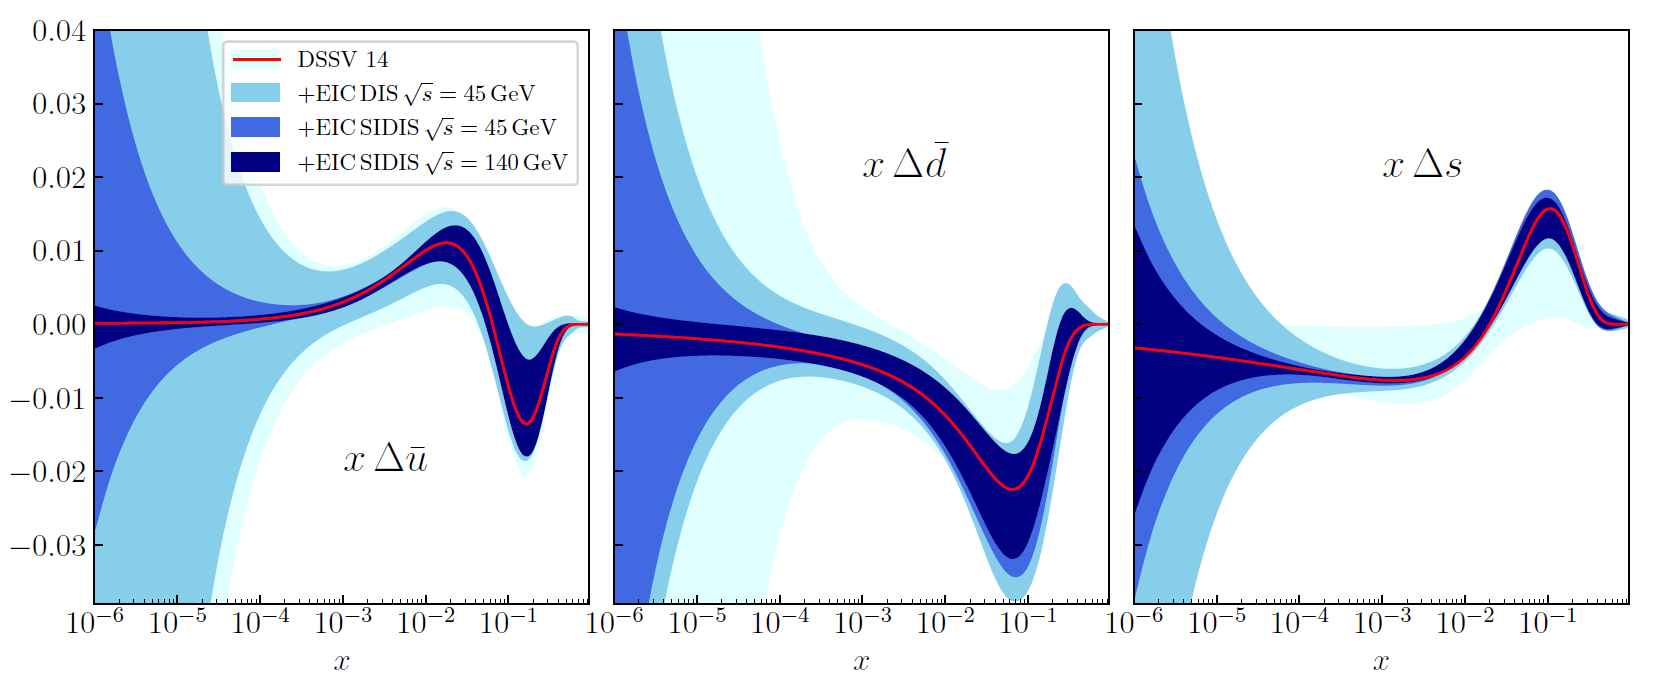 0.04
0.03
0.02
0.01
0.00
−0.01
−0.02
−0.03
DSSV 14
+EIC DIS √s = 45 GeV
+EIC SIDIS √s = 45 GeV
+EIC SIDIS √s = 140 GeV
x Δū
x Δd̄
x Δs
10⁻⁶ 10⁻⁵ 10⁻⁴ 10⁻³ 10⁻² 10⁻¹
x
10⁻⁶ 10⁻⁵ 10⁻⁴ 10⁻³ 10⁻² 10⁻¹
x
10⁻⁶ 10⁻⁵ 10⁻⁴ 10⁻³ 10⁻² 10⁻¹
x